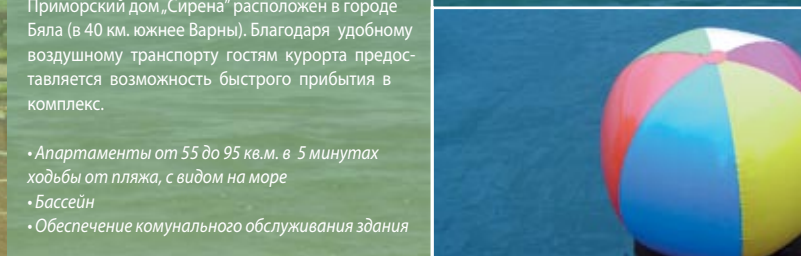 Приморский дом „Сирена" расположен в городе
Бяла (в 40 км. южнее Варны). Благодаря удобному
воздушному транспорту гостям курорта предос-
тавляется возможность быстрого прибытия в
комплекс.
• Апартаменты от 55 до 95 кв.м. в 5 минутах
ходьбы от пляжа, с видом на море
• Бассейн
• Обеспечение комунального обслуживания здания